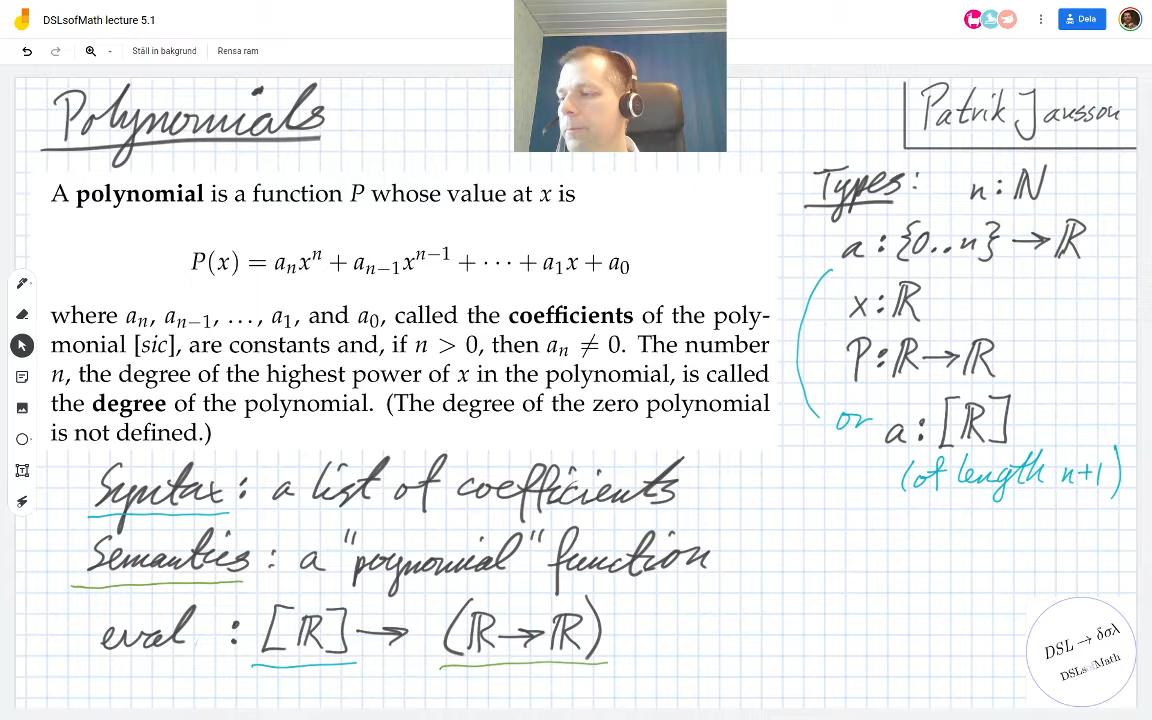 DSLsofMath lecture 5.1
Dela
Ställ in bakgrund
Rensa ram
Polynomials
Patrik Jansson
A polynomial is a function P whose value at x is
P(x) = aₙxⁿ + aₙ₋₁xⁿ⁻¹ + · · · + a₁x + a₀
where aₙ, aₙ₋₁, . . . , a₁, and a₀, called the coefficients of the poly-
monial [sic], are constants and, if n > 0, then aₙ ≠ 0. The number
n, the degree of the highest power of x in the polynomial, is called
the degree of the polynomial. (The degree of the zero polynomial
is not defined.)
Types: n : ℕ
a : {0..n} → ℝ
x : ℝ
P : ℝ → ℝ
or a : [ℝ]
(of length n+1)
Syntax : a list of coefficients
Semantics : a "polynomial" function
eval : [ℝ] → (ℝ → ℝ)
DSL → δσλ
DSLsofMath